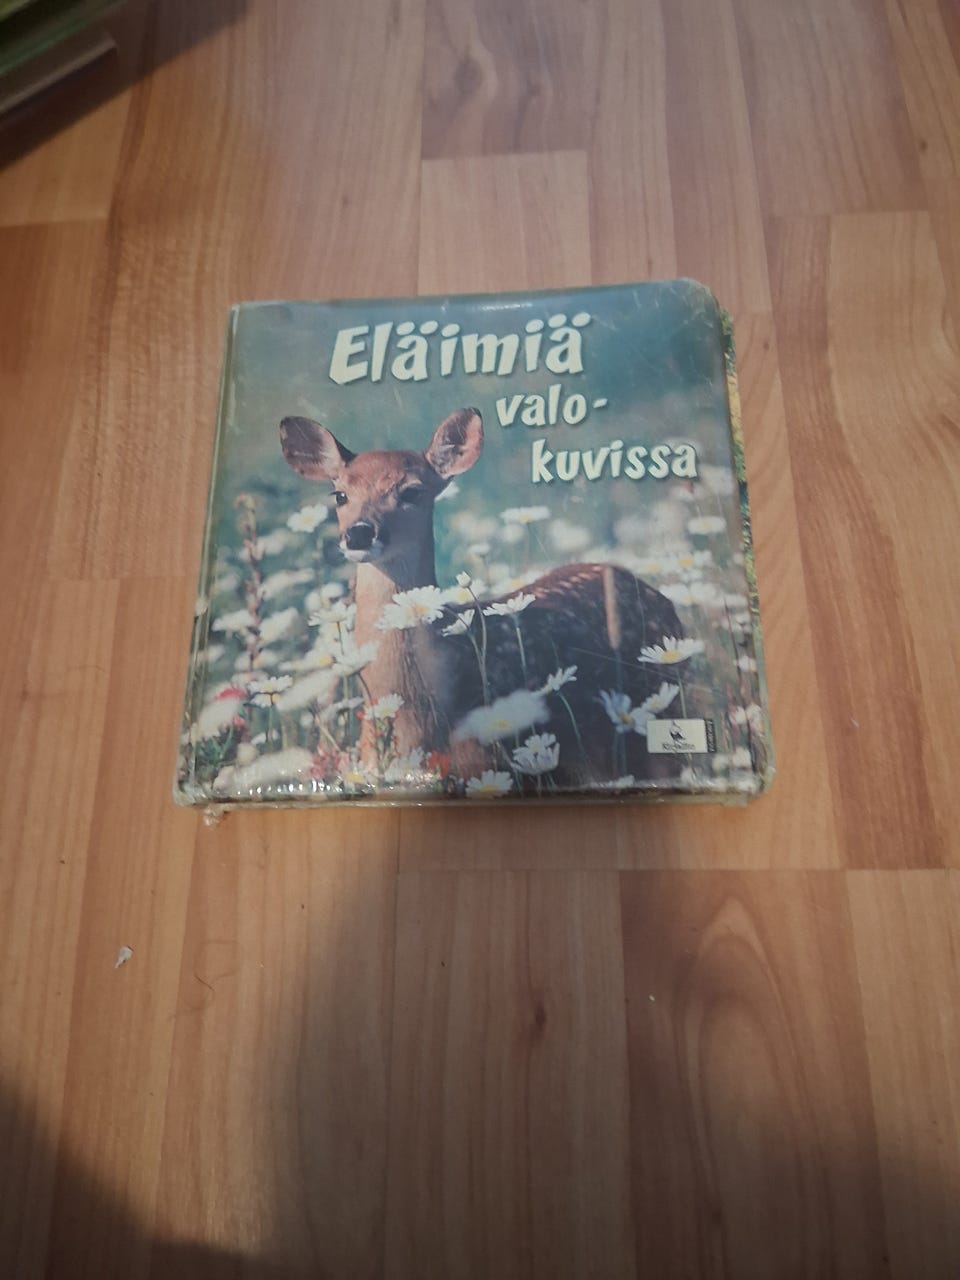 Eläimiä
valo-
kuvissa